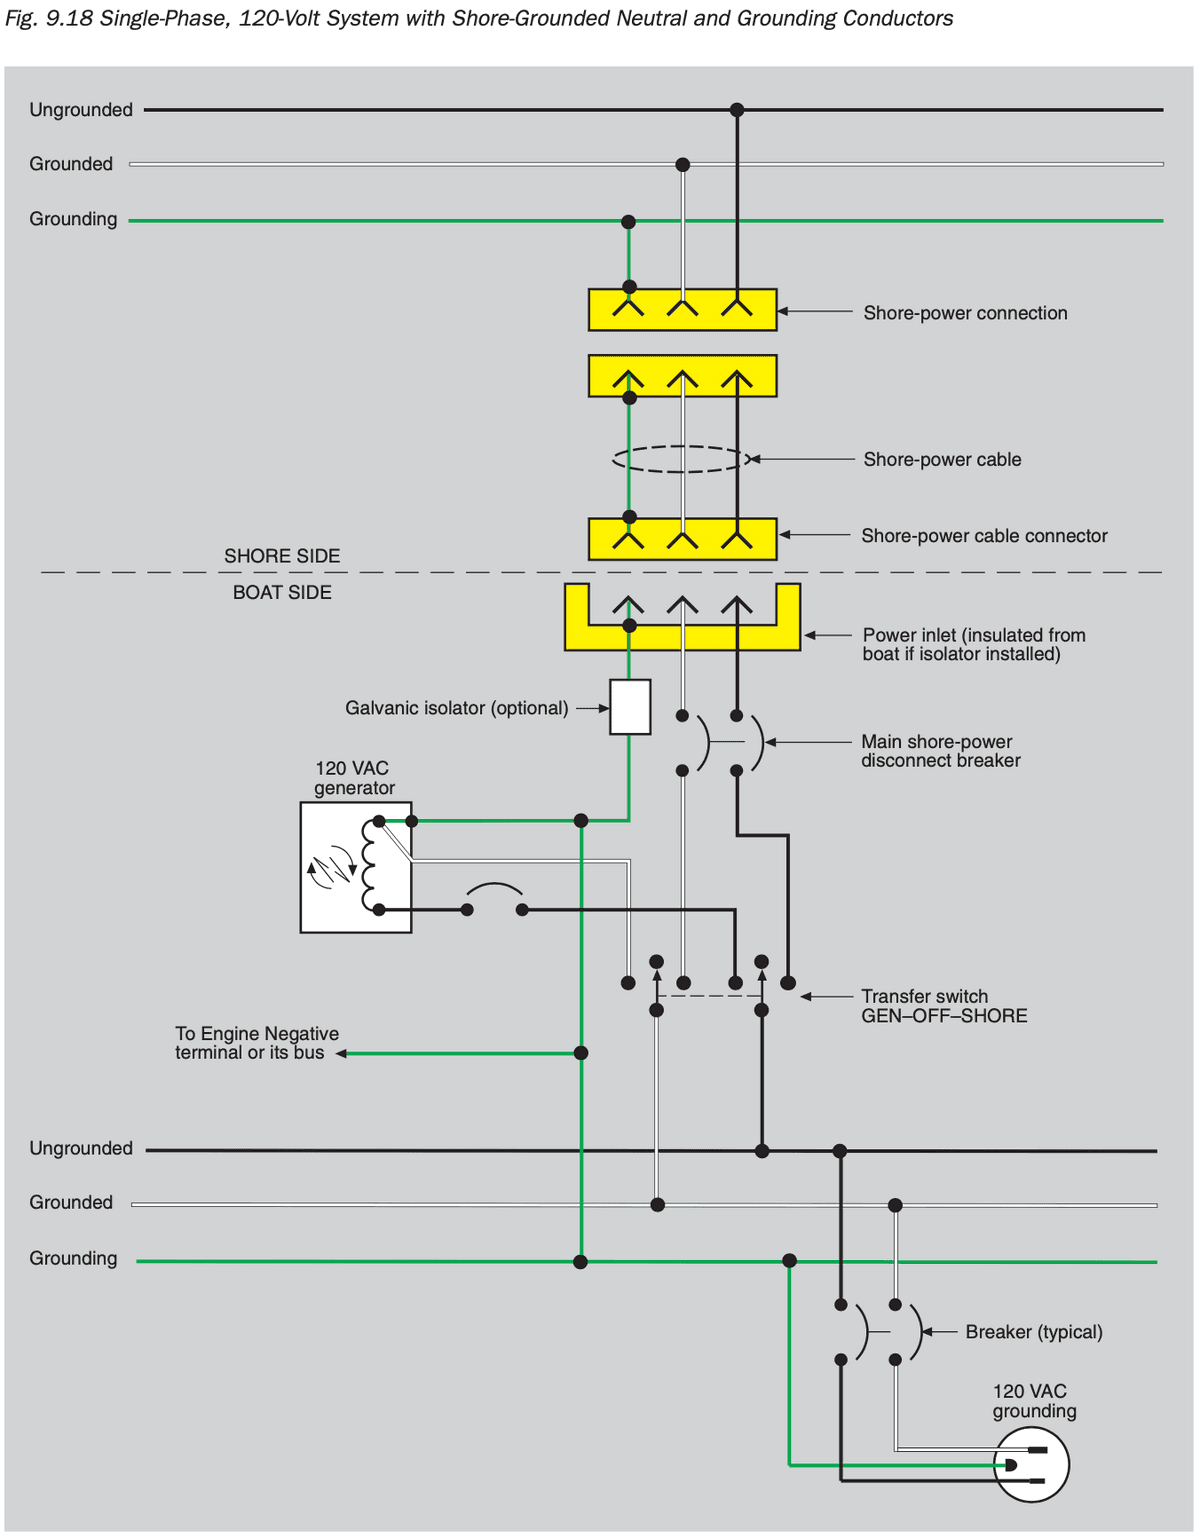 Fig. 9.18 Single-Phase, 120-Volt System with Shore-Grounded Neutral and Grounding Conductors
Ungrounded
Grounded
Grounding
Shore-power connection
Shore-power cable
Shore-power cable connector
SHORE SIDE
BOAT SIDE
Power inlet (insulated from
boat if isolator installed)
Galvanic isolator (optional)
Main shore-power
disconnect breaker
120 VAC
generator
Transfer switch
GEN–OFF–SHORE
To Engine Negative
terminal or its bus
Ungrounded
Grounded
Grounding
Breaker (typical)
120 VAC
grounding